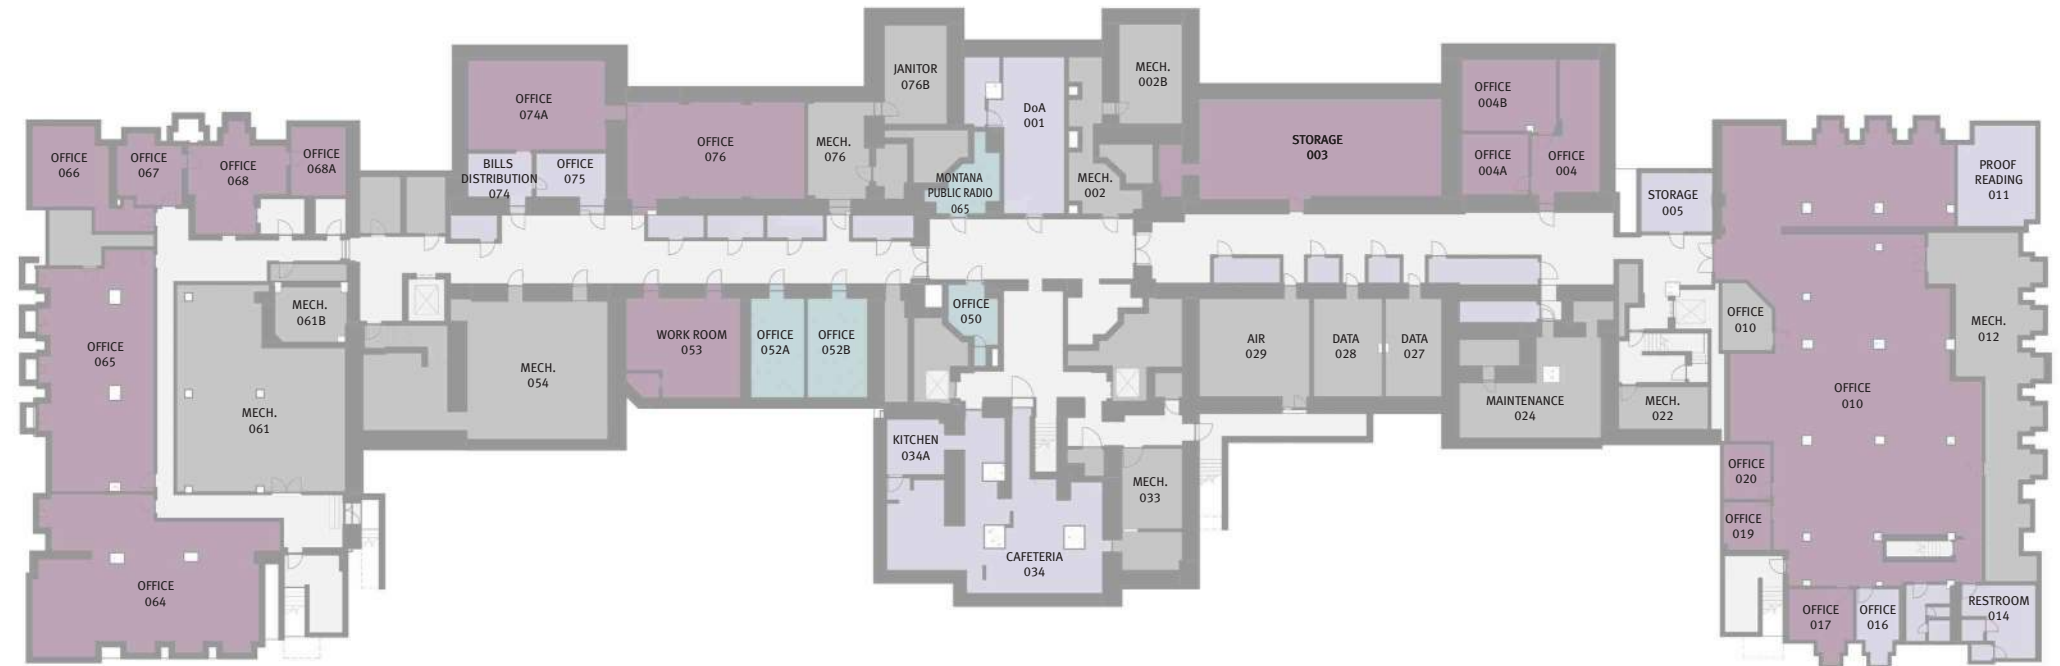 OFFICE
066
OFFICE
067
OFFICE
068
OFFICE
068A
OFFICE
074A
BILLS
DISTRIBUTION
074
OFFICE
075
OFFICE
076
MECH.
076
JANITOR
076B
MONTANA
PUBLIC RADIO
065
DoA
001
MECH.
002
MECH.
002B
STORAGE
003
OFFICE
004B
OFFICE
004A
OFFICE
004
STORAGE
005
PROOF
READING
011
OFFICE
065
MECH.
061B
MECH.
061
MECH.
054
WORK ROOM
053
OFFICE
052A
OFFICE
052B
OFFICE
050
AIR
029
DATA
028
DATA
027
MAINTENANCE
024
MECH.
022
OFFICE
010
MECH.
012
OFFICE
010
KITCHEN
034A
MECH.
033
CAFETERIA
034
OFFICE
020
OFFICE
019
OFFICE
064
OFFICE
017
OFFICE
016
RESTROOM
014